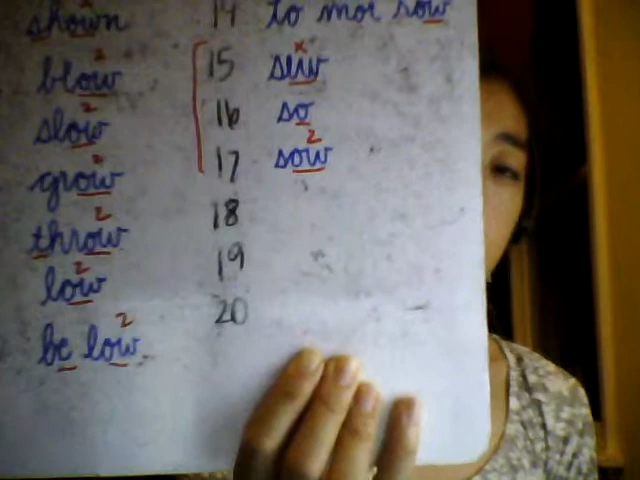 shown
blow
slow
grow
throw
low
be low
14 to mor row
15 sew
16 so
17 sow
18
19
20